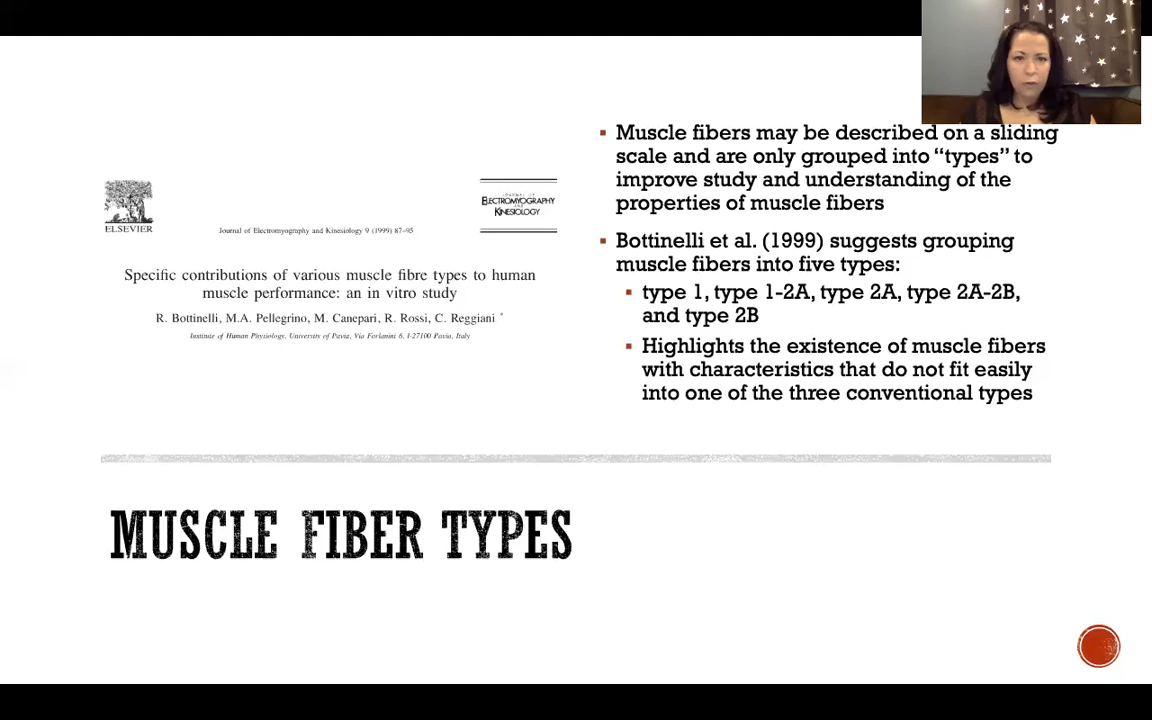 ELSEVIER
JOURNAL OF
ELECTROMYOGRAPHY
AND
KINESIOLOGY
Journal of Electromyography and Kinesiology 9 (1999) 87–95
Specific contributions of various muscle fibre types to human
muscle performance: an in vitro study
R. Bottinelli, M.A. Pellegrino, M. Canepari, R. Rossi, C. Reggiani *
Institute of Human Physiology, University of Pavia, Via Forlanini 6, I-27100 Pavia, Italy
▪ Muscle fibers may be described on a sliding
scale and are only grouped into “types” to
improve study and understanding of the
properties of muscle fibers
▪ Bottinelli et al. (1999) suggests grouping
muscle fibers into five types:
▪ type 1, type 1-2A, type 2A, type 2A-2B,
and type 2B
▪ Highlights the existence of muscle fibers
with characteristics that do not fit easily
into one of the three conventional types
MUSCLE FIBER TYPES